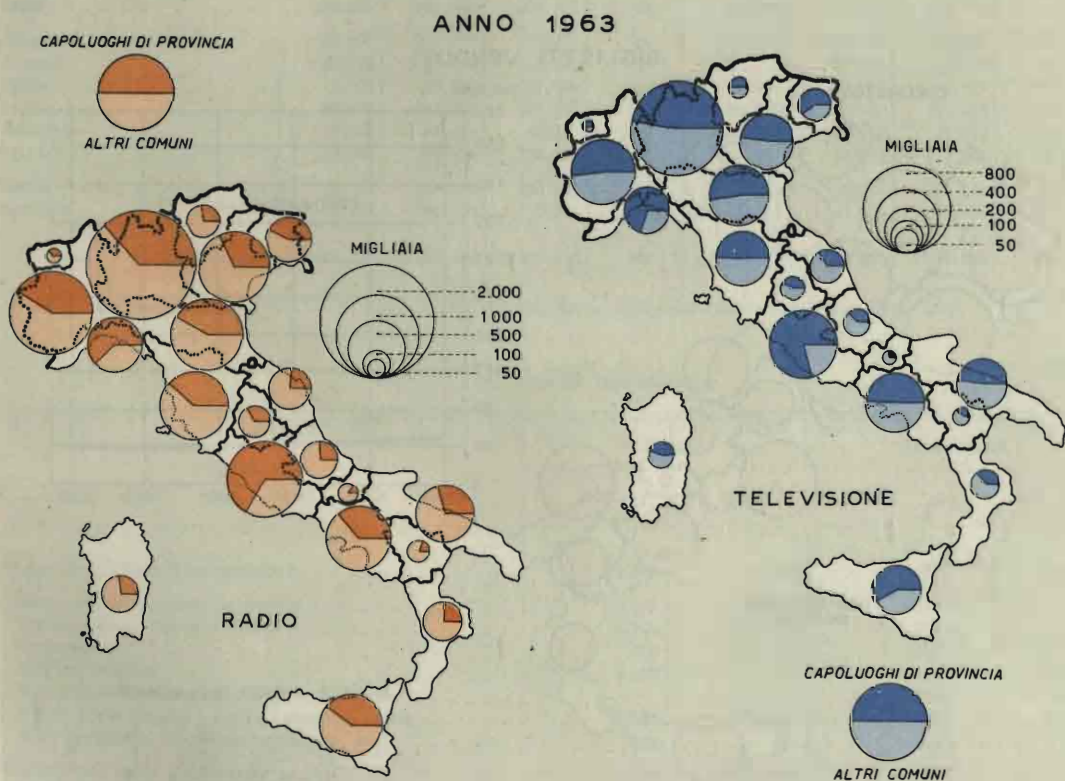 ANNO 1963
CAPOLUOGHI DI PROVINCIA
ALTRI COMUNI
MIGLIAIA
2.000
1000
500
100
50
RADIO
MIGLIAIA
800
400
200
100
50
TELEVISIONE
CAPOLUOGHI DI PROVINCIA
ALTRI COMUNI